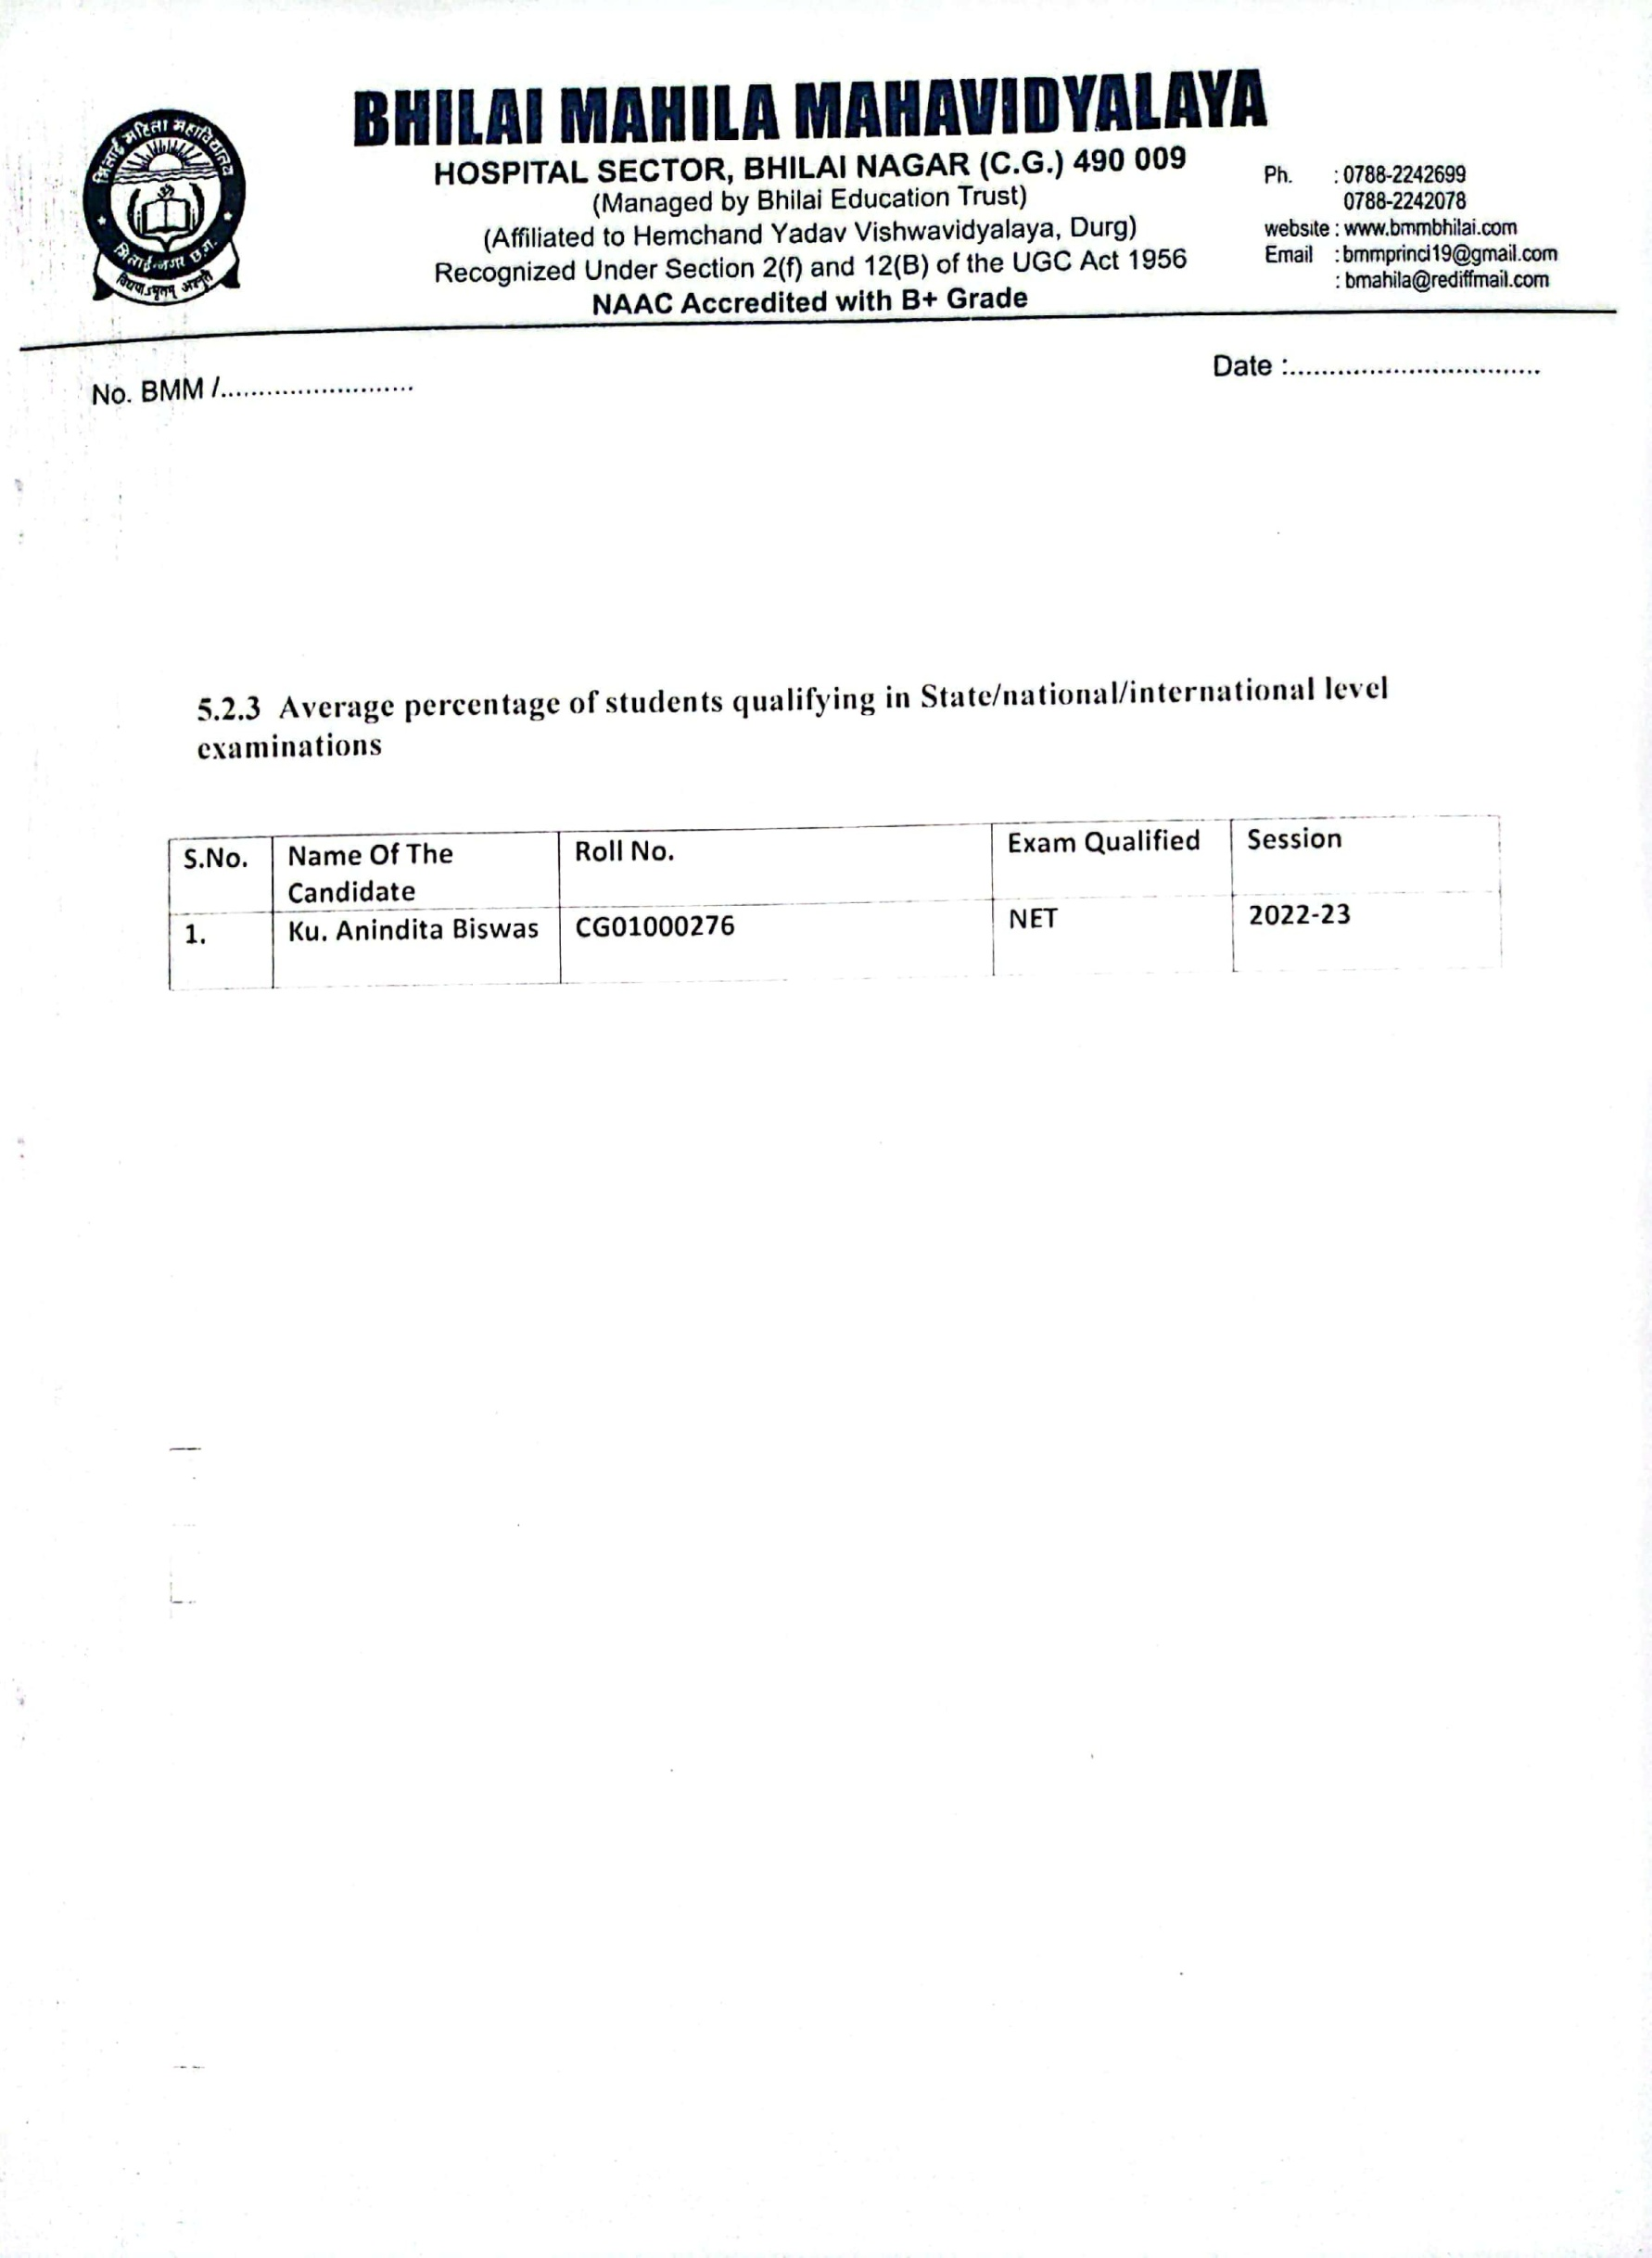 भिलाई महिला महाविद्यालय
भिलाई नगर छ.ग.
BHILAI MAHILA MAHAVIDYALAYA
HOSPITAL SECTOR, BHILAI NAGAR (C.G.) 490 009
(Managed by Bhilai Education Trust)
(Affiliated to Hemchand Yadav Vishwavidyalaya, Durg)
Recognized Under Section 2(f) and 12(B) of the UGC Act 1956
NAAC Accredited with B+ Grade
Ph. : 0788-2242699
0788-2242078
website : www.bmmbhilai.com
Email : bmmprinci19@gmail.com
: bmahila@rediffmail.com
No. BMM /.........................
Date :................................
5.2.3 Average percentage of students qualifying in State/national/international level
examinations
S.No. Name Of The Candidate Roll No. Exam Qualified Session
1. Ku. Anindita Biswas CG01000276 NET 2022-23